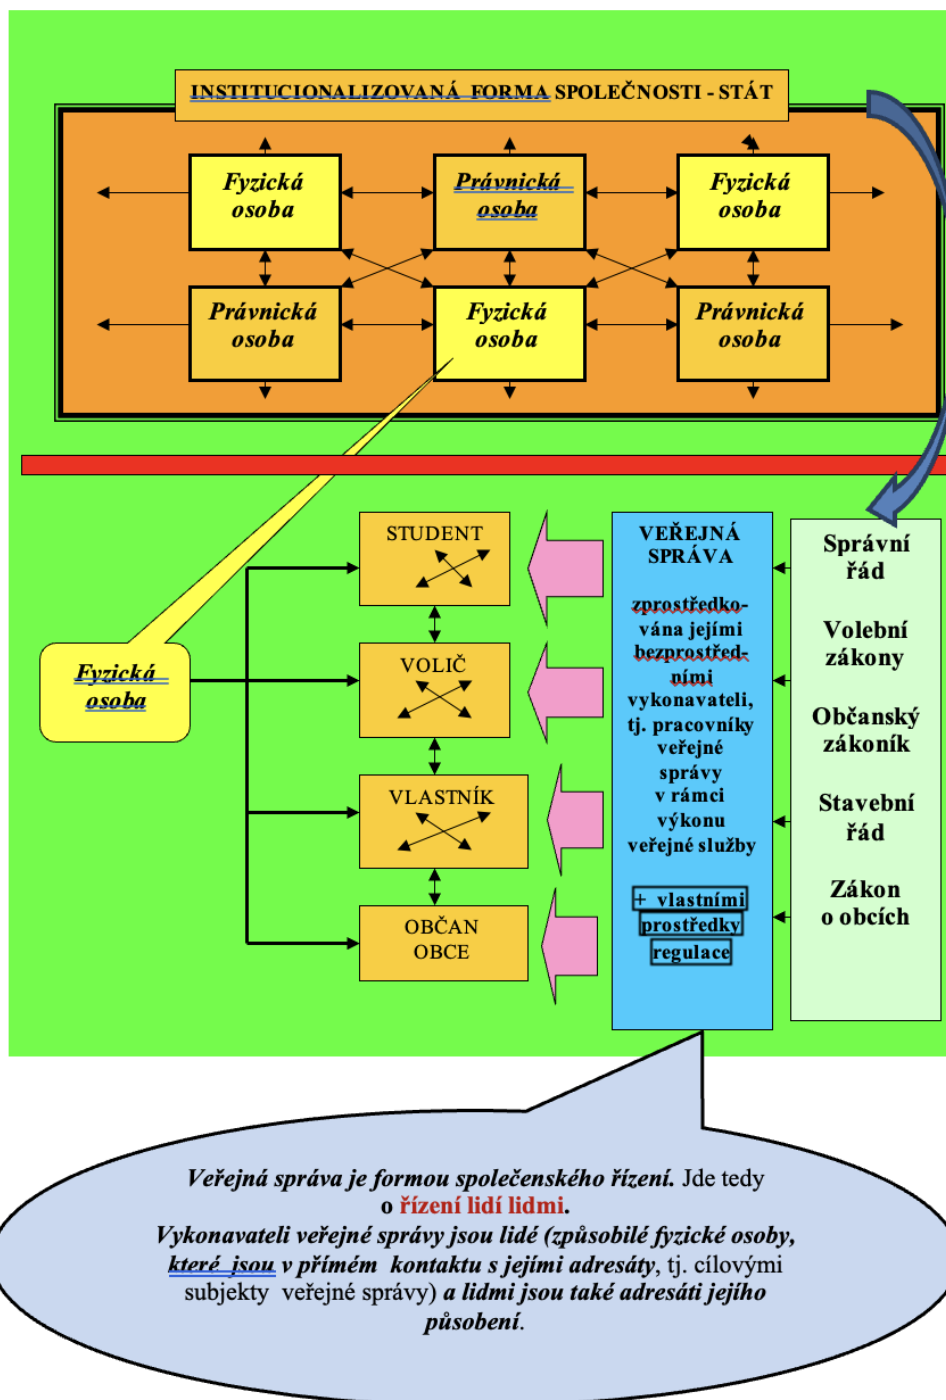 INSTITUCIONALIZOVANÁ FORMA SPOLEČNOSTI - STÁT
Fyzická
osoba
Právnická
osoba
Fyzická
osoba
Právnická
osoba
Fyzická
osoba
Právnická
osoba
Fyzická
osoba
STUDENT
VOLIČ
VLASTNÍK
OBČAN
OBCE
VEŘEJNÁ
SPRÁVA
zprostředko-
vána jejími
bezprostřed-
ními
vykonavateli,
tj. pracovníky
veřejné
správy
v rámci
výkonu
veřejné služby
+ vlastními
prostředky
regulace
Správní
řád
Volební
zákony
Občanský
zákoník
Stavební
řád
Zákon
o obcích
Veřejná správa je formou společenského řízení. Jde tedy
o řízení lidí lidmi.
Vykonavateli veřejné správy jsou lidé (způsobilé fyzické osoby,
které jsou v přímém kontaktu s jejími adresáty, tj. cílovými
subjekty veřejné správy) a lidmi jsou také adresáti jejího
působení.